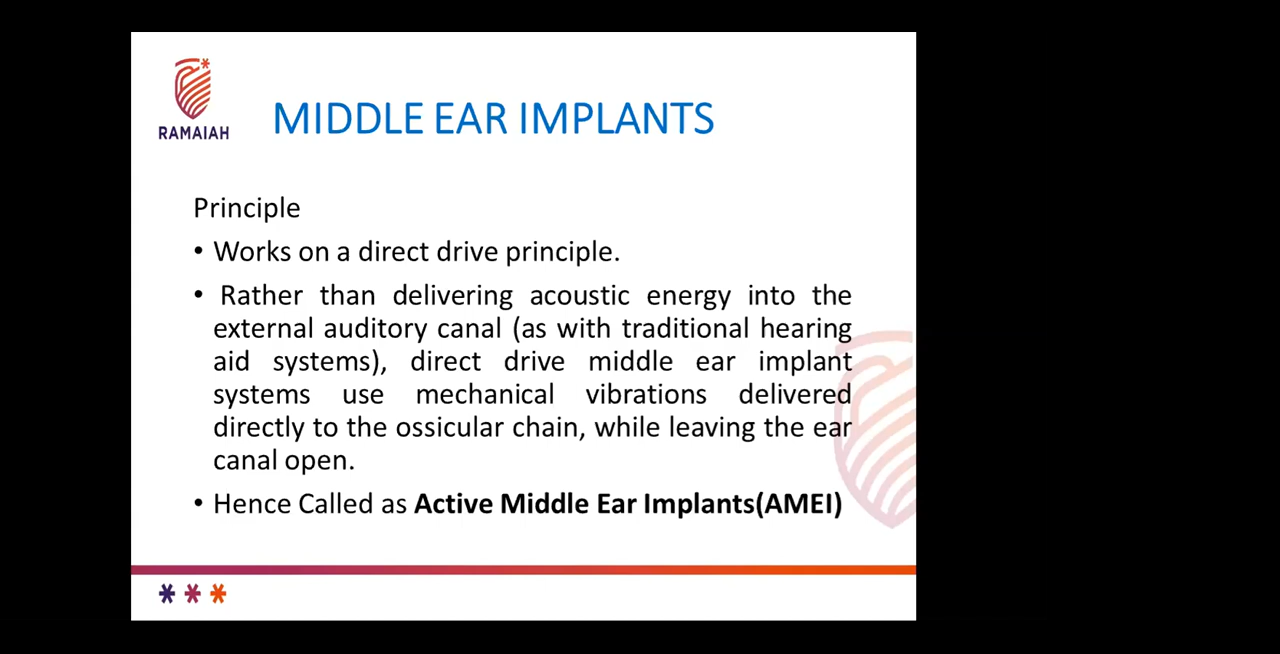 RAMAIAH
MIDDLE EAR IMPLANTS
Principle
• Works on a direct drive principle.
• Rather than delivering acoustic energy into the
external auditory canal (as with traditional hearing
aid systems), direct drive middle ear implant
systems use mechanical vibrations delivered
directly to the ossicular chain, while leaving the ear
canal open.
• Hence Called as Active Middle Ear Implants(AMEI)